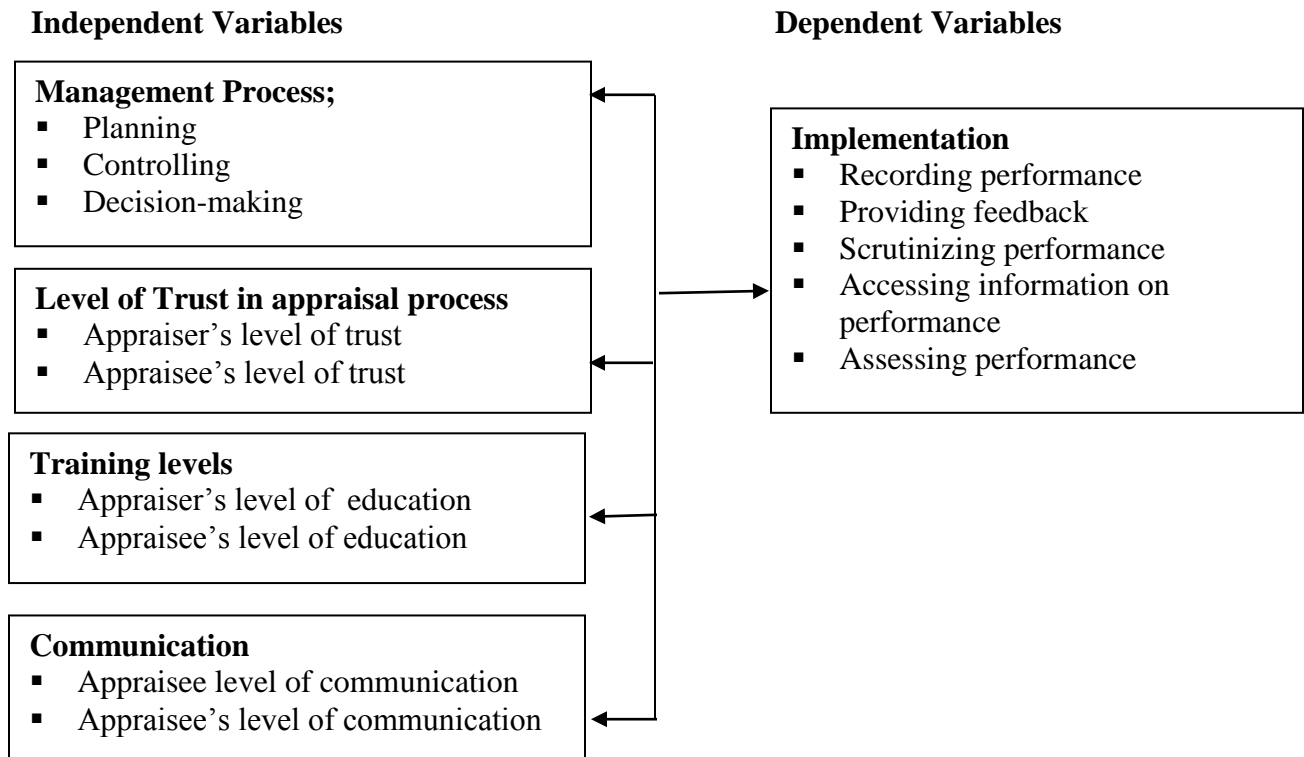 Independent Variables
Dependent Variables
Management Process;
▪ Planning
▪ Controlling
▪ Decision-making
Level of Trust in appraisal process
▪ Appraiser’s level of trust
▪ Appraisee’s level of trust
Training levels
▪ Appraiser’s level of education
▪ Appraisee’s level of education
Communication
▪ Appraisee level of communication
▪ Appraisee’s level of communication
Implementation
▪ Recording performance
▪ Providing feedback
▪ Scrutinizing performance
▪ Accessing information on
performance
▪ Assessing performance